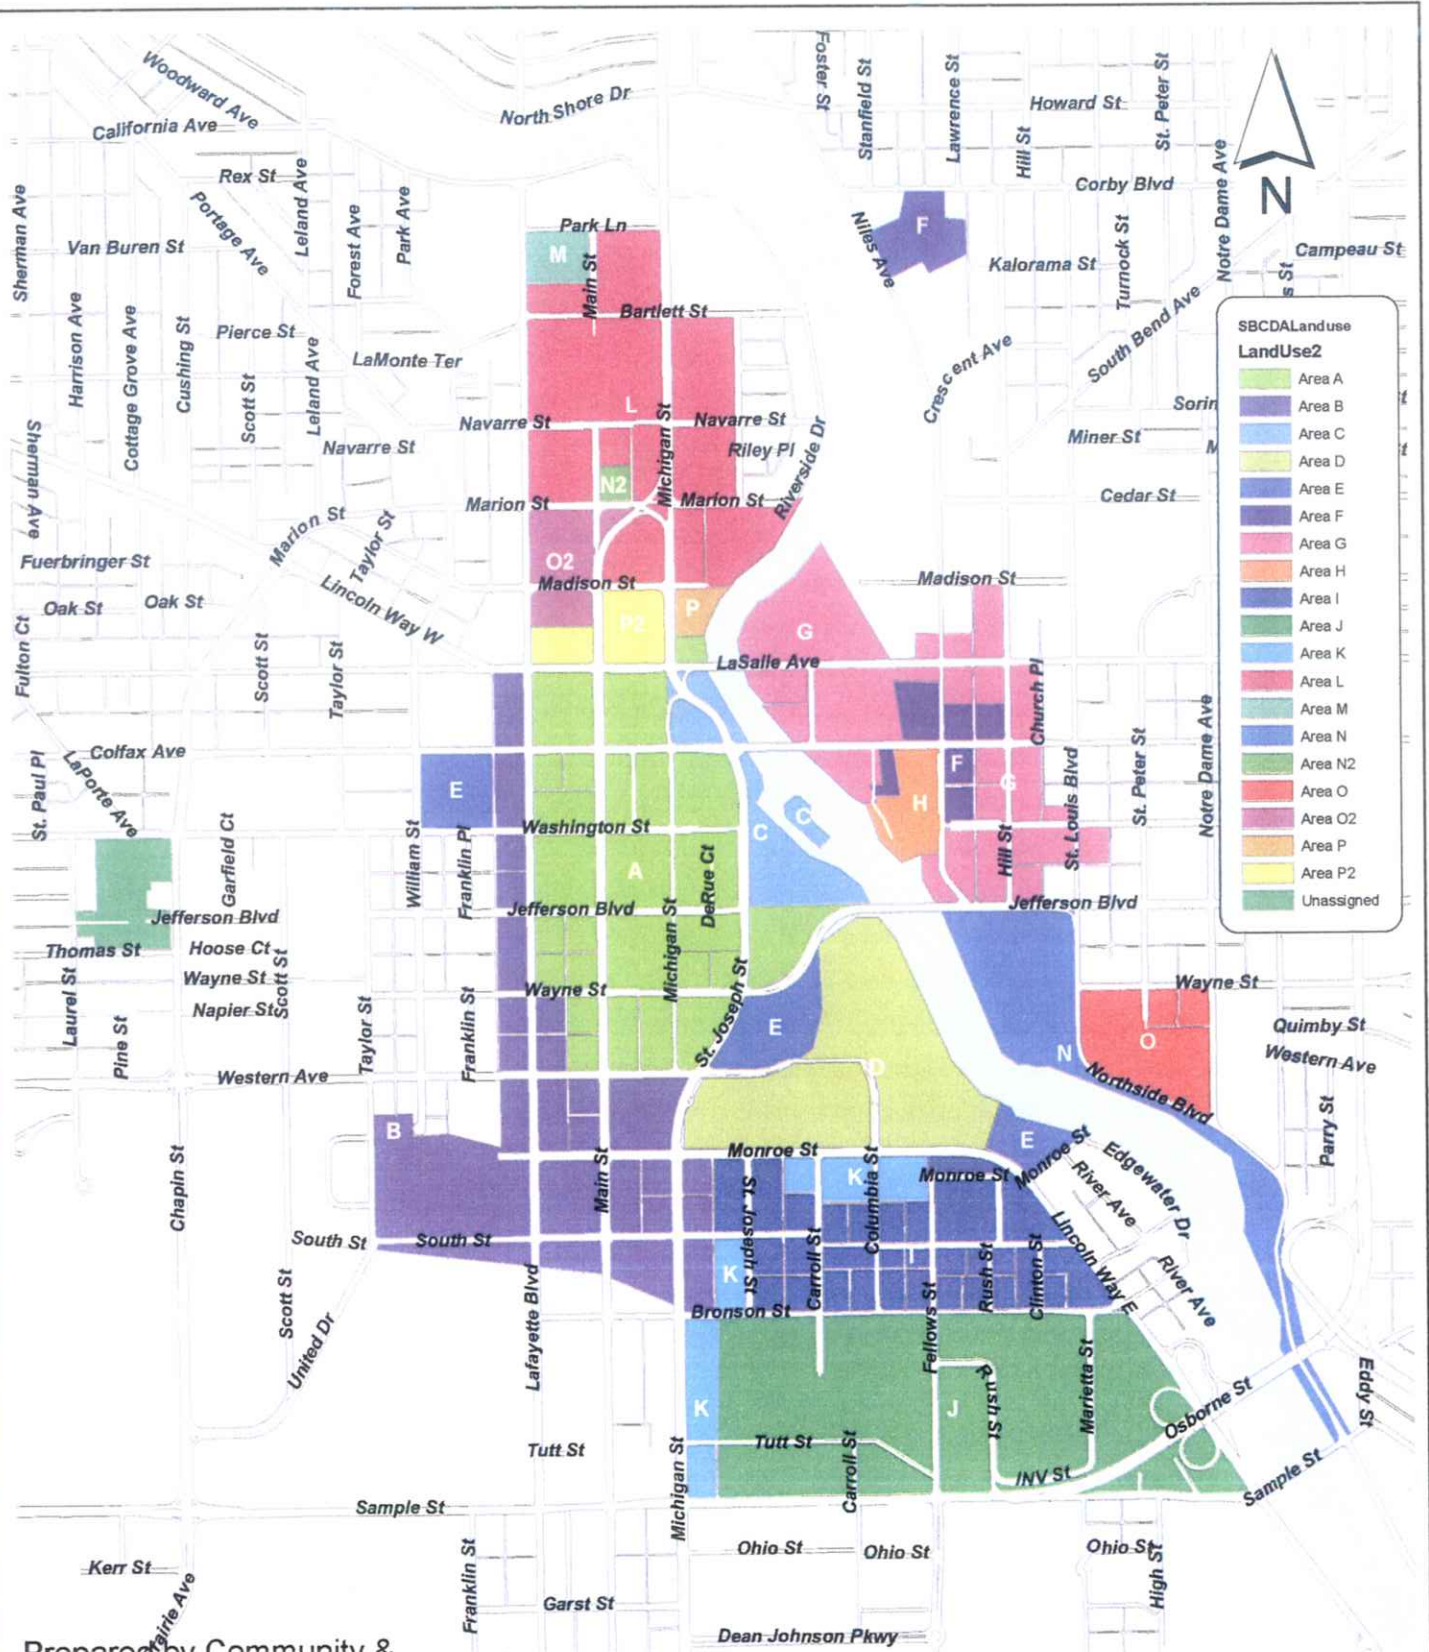 Foster St
Stanfield St
Lawrence St
Hill St
Howard St
St. Peter St
Woodward Ave
California Ave
North Shore Dr
Rex St
Portage Ave
Leland Ave
Forest Ave
Park Ave
Corby Blvd
Notre Dame Ave
N
Sherman Ave
Van Buren St
Park Ln
M
Main St
Niles Ave
F
Kalorama St
Turnock St
Campeau St
s St
Harrison Ave
Cottage Grove Ave
Cushing St
Pierce St
Scott St
Leland Ave
LaMonte Ter
Bartlett St
Crescent Ave
South Bend Ave
SBCDALanduse
LandUse2
Area A
Area B
Area C
Area D
Area E
Area F
Area G
Area H
Area I
Area J
Area K
Area L
Area M
Area N
Area N2
Area O
Area O2
Area P
Area P2
Unassigned
L
Navarre St
Michigan St
Navarre St
Riley Pl
Riverside Dr
Sorin
Miner St
M
Sherman Ave
Navarre St
N2
Marion St
Marion St
Cedar St
Marion St
Taylor St
Fuerbringer St
O2
Madison St
Madison St
Oak St
Oak St
Lincoln Way W
P2
P
G
Fulton Ct
Scott St
Taylor St
LaSalle Ave
Church Pl
Colfax Ave
LaPorte Ave
St. Paul Pl
E
F
G
H
St. Louis Blvd
St. Peter St
Notre Dame Ave
Garfield Ct
William St
Franklin Pl
Washington St
C
C
Hill St
A
DeRue Ct
Jefferson Blvd
Jefferson Blvd
Jefferson Blvd
Thomas St
Hoose Ct
Wayne St
Napier St
Scott St
Michigan St
Wayne St
St. Joseph St
Wayne St
Laurel St
Pine St
Taylor St
Franklin St
E
O
Quimby St
Western Ave
Western Ave
D
N
Northside Blvd
Parry St
B
Monroe St
E
Monroe St
Edgewater Dr
Chapin St
Main St
St. Joseph St
K
Columbia St
Monroe St
River Ave
South St
South St
Carroll St
Lincoln Way E
Scott St
K
Rush St
Clinton St
River Ave
Lafayette Blvd
Bronson St
Fellows St
United Dr
Rush St
Marietta St
Eddy St
K
J
Osborne St
Tutt St
Tutt St
Carroll St
INV St
Michigan St
Sample St
Sample St
Kerr St
Franklin St
Ohio St
Ohio St
Ohio St
High St
Garst St
Dean Johnson Pkwy
Prepared by Community &